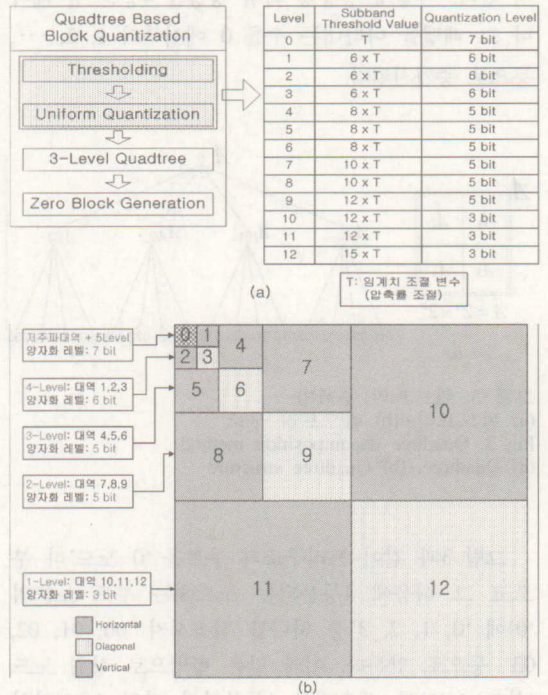 Quadtree Based
Block Quantization
Thresholding
Uniform Quantization
3-Level Quadtree
Zero Block Generation
Level Subband Threshold Value Quantization Level
0 7 bit
1 6 x T 6 bit
2 6 x T 6 bit
3 6 x T 6 bit
4 8 x T 5 bit
5 8 x T 5 bit
6 8 x T 5 bit
7 10 x T 5 bit
8 10 x T 5 bit
9 12 x T 5 bit
10 12 x T 3 bit
11 12 x T 3 bit
12 15 x T 3 bit
T: 임계치 조절 변수
(압축률 조절)
(a)
저주파대역 + 5Level
양자화 레벨: 7 bit
4-Level: 대역 1,2,3
양자화 레벨: 6 bit
3-Level: 대역 4,5,6
양자화 레벨: 5 bit
2-Level: 대역 7,8,9
양자화 레벨: 5 bit
1-Level: 대역 10,11,12
양자화 레벨: 3 bit
0 1 4 7 10
2 3
5 6
8 9
11 12
Horizontal
Diagonal
Vertical
(b)